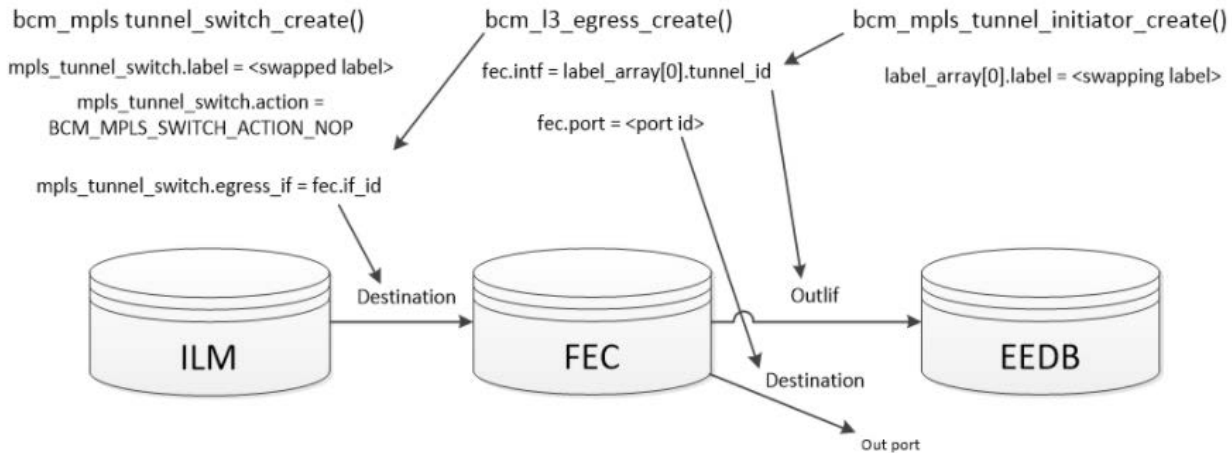 bcm_mpls tunnel_switch_create()
bcm_l3_egress_create()
bcm_mpls_tunnel_initiator_create()
mpls_tunnel_switch.label = <swapped label>
mpls_tunnel_switch.action =
BCM_MPLS_SWITCH_ACTION_NOP
mpls_tunnel_switch.egress_if = fec.if_id
fec.intf = label_array[0].tunnel_id
fec.port = <port id>
label_array[0].label = <swapping label>
Destination
Outlif
Destination
Out port
ILM
FEC
EEDB